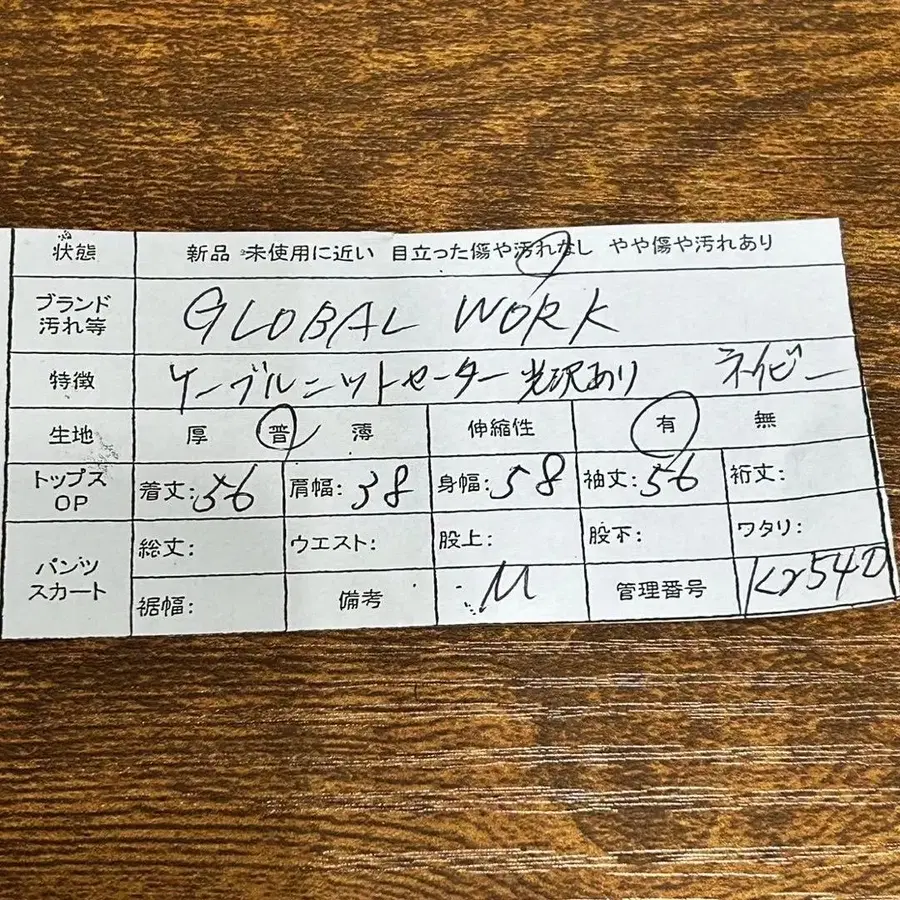 状態 新品 未使用に近い 目立った傷や汚れなし やや傷や汚れあり
ブランド
汚れ等 GLOBAL WORK
特徴 ケーブルニットセーター 光沢あり ネイビー
生地 厚 普 薄 伸縮性 有 無
トップス
OP 着丈:56 肩幅:38 身幅:58 袖丈:56 裄丈:
パンツ
スカート 総丈: ウエスト: 股上: 股下: ワタリ:
裾幅: 備考 M 管理番号